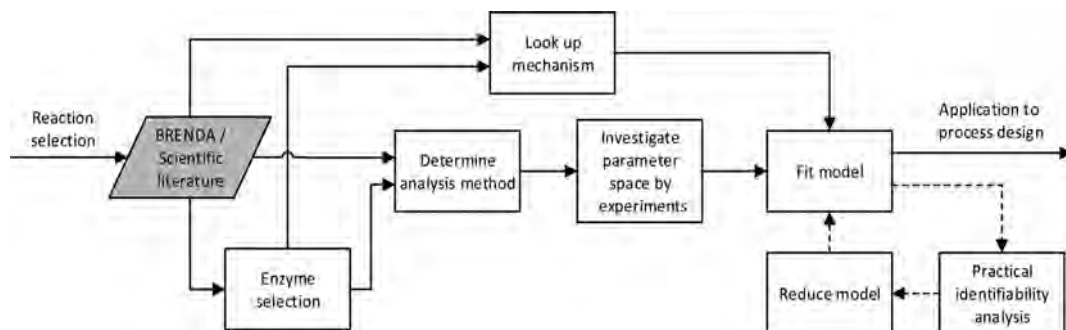 Look up
mechanism
Reaction
selection
BRENDA /
Scientific
literature
Determine
analysis method
Investigate
parameter
space by
experiments
Fit model
Application to
process design
Enzyme
selection
Reduce model
Practical
identifiability
analysis